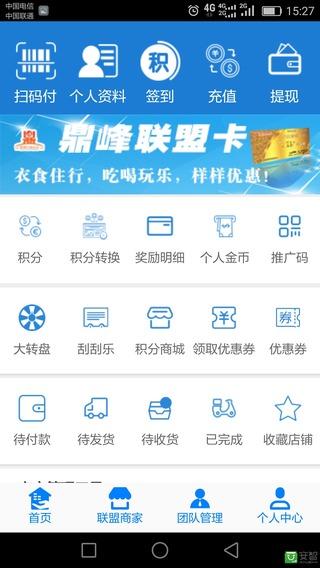 中国电信
中国联通
4G 2G 2G 15:27
扫码付 个人资料 签到 充值 提现
鼎峰联盟卡
衣食住行，吃喝玩乐，样样优惠！
积分 积分转换 奖励明细 个人金币 推广码
大转盘 刮刮乐 积分商城 领取优惠券 优惠券
待付款 待发货 待收货 已完成 收藏店铺
首页 联盟商家 团队管理 个人中心
安智